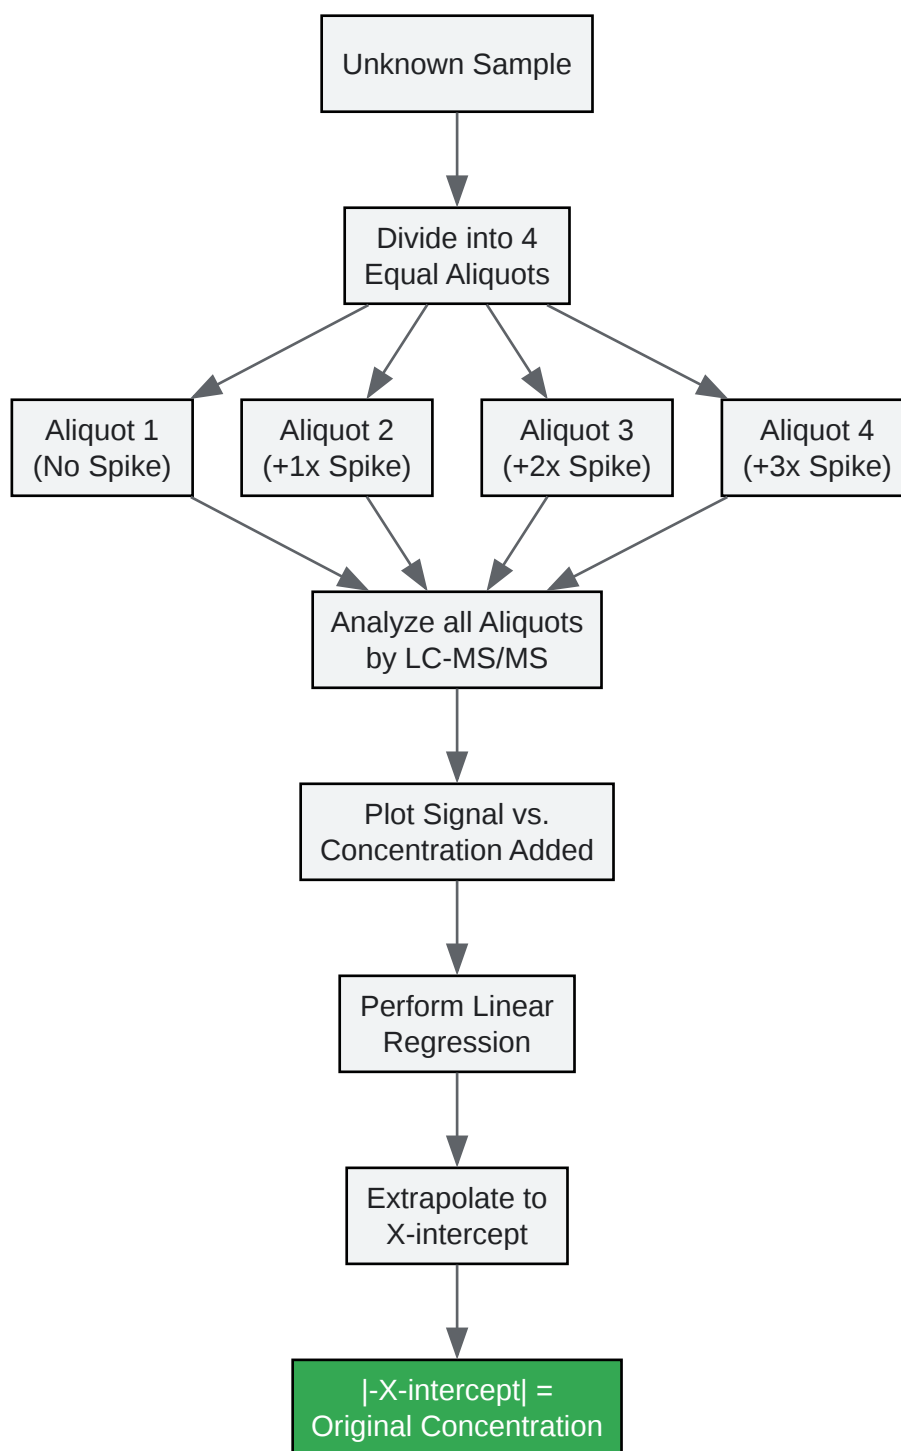 Unknown Sample
Divide into 4
Equal Aliquots
Aliquot 1
(No Spike)
Aliquot 2
(+1x Spike)
Aliquot 3
(+2x Spike)
Aliquot 4
(+3x Spike)
Analyze all Aliquots
by LC-MS/MS
Plot Signal vs.
Concentration Added
Perform Linear
Regression
Extrapolate to
X-intercept
|-X-intercept| =
Original Concentration